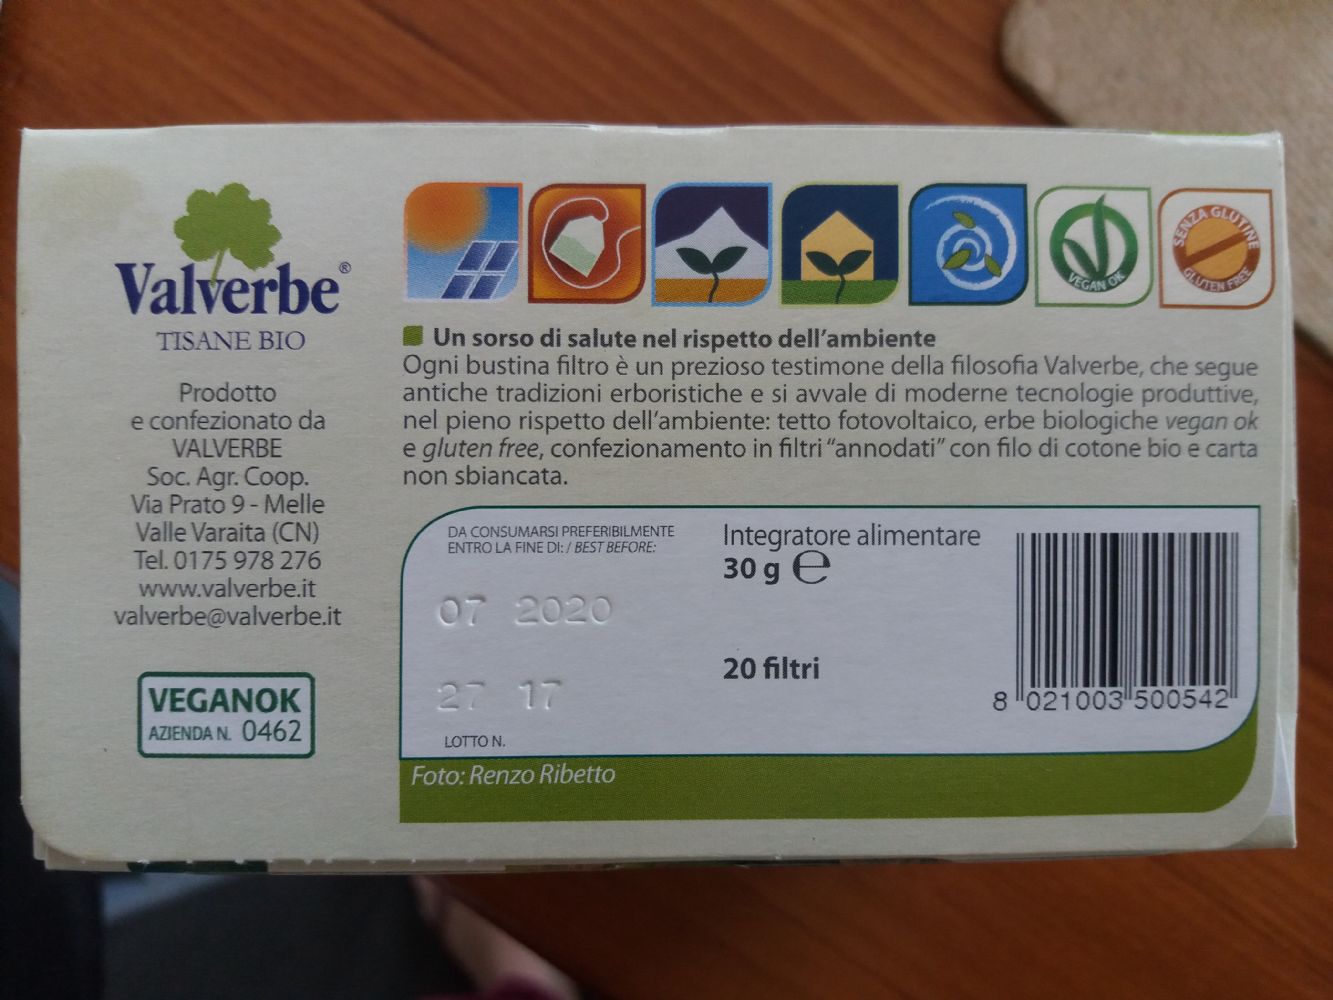 Valverbe®
TISANE BIO
Prodotto
e confezionato da
VALVERBE
Soc. Agr. Coop.
Via Prato 9 - Melle
Valle Varaita (CN)
Tel. 0175 978 276
www.valverbe.it
valverbe@valverbe.it
VEGANOK
AZIENDA N. 0462
VEGAN OK
SENZA GLUTINE
GLUTEN FREE
Un sorso di salute nel rispetto dell'ambiente
Ogni bustina filtro è un prezioso testimone della filosofia Valverbe, che segue
antiche tradizioni erboristiche e si avvale di moderne tecnologie produttive,
nel pieno rispetto dell'ambiente: tetto fotovoltaico, erbe biologiche vegan ok
e gluten free, confezionamento in filtri "annodati" con filo di cotone bio e carta
non sbiancata.
DA CONSUMARSI PREFERIBILMENTE
ENTRO LA FINE DI: / BEST BEFORE:
07 2020
27 17
LOTTO N.
Integratore alimentare
30 g ℮
20 filtri
8 021003 500542
Foto: Renzo Ribetto